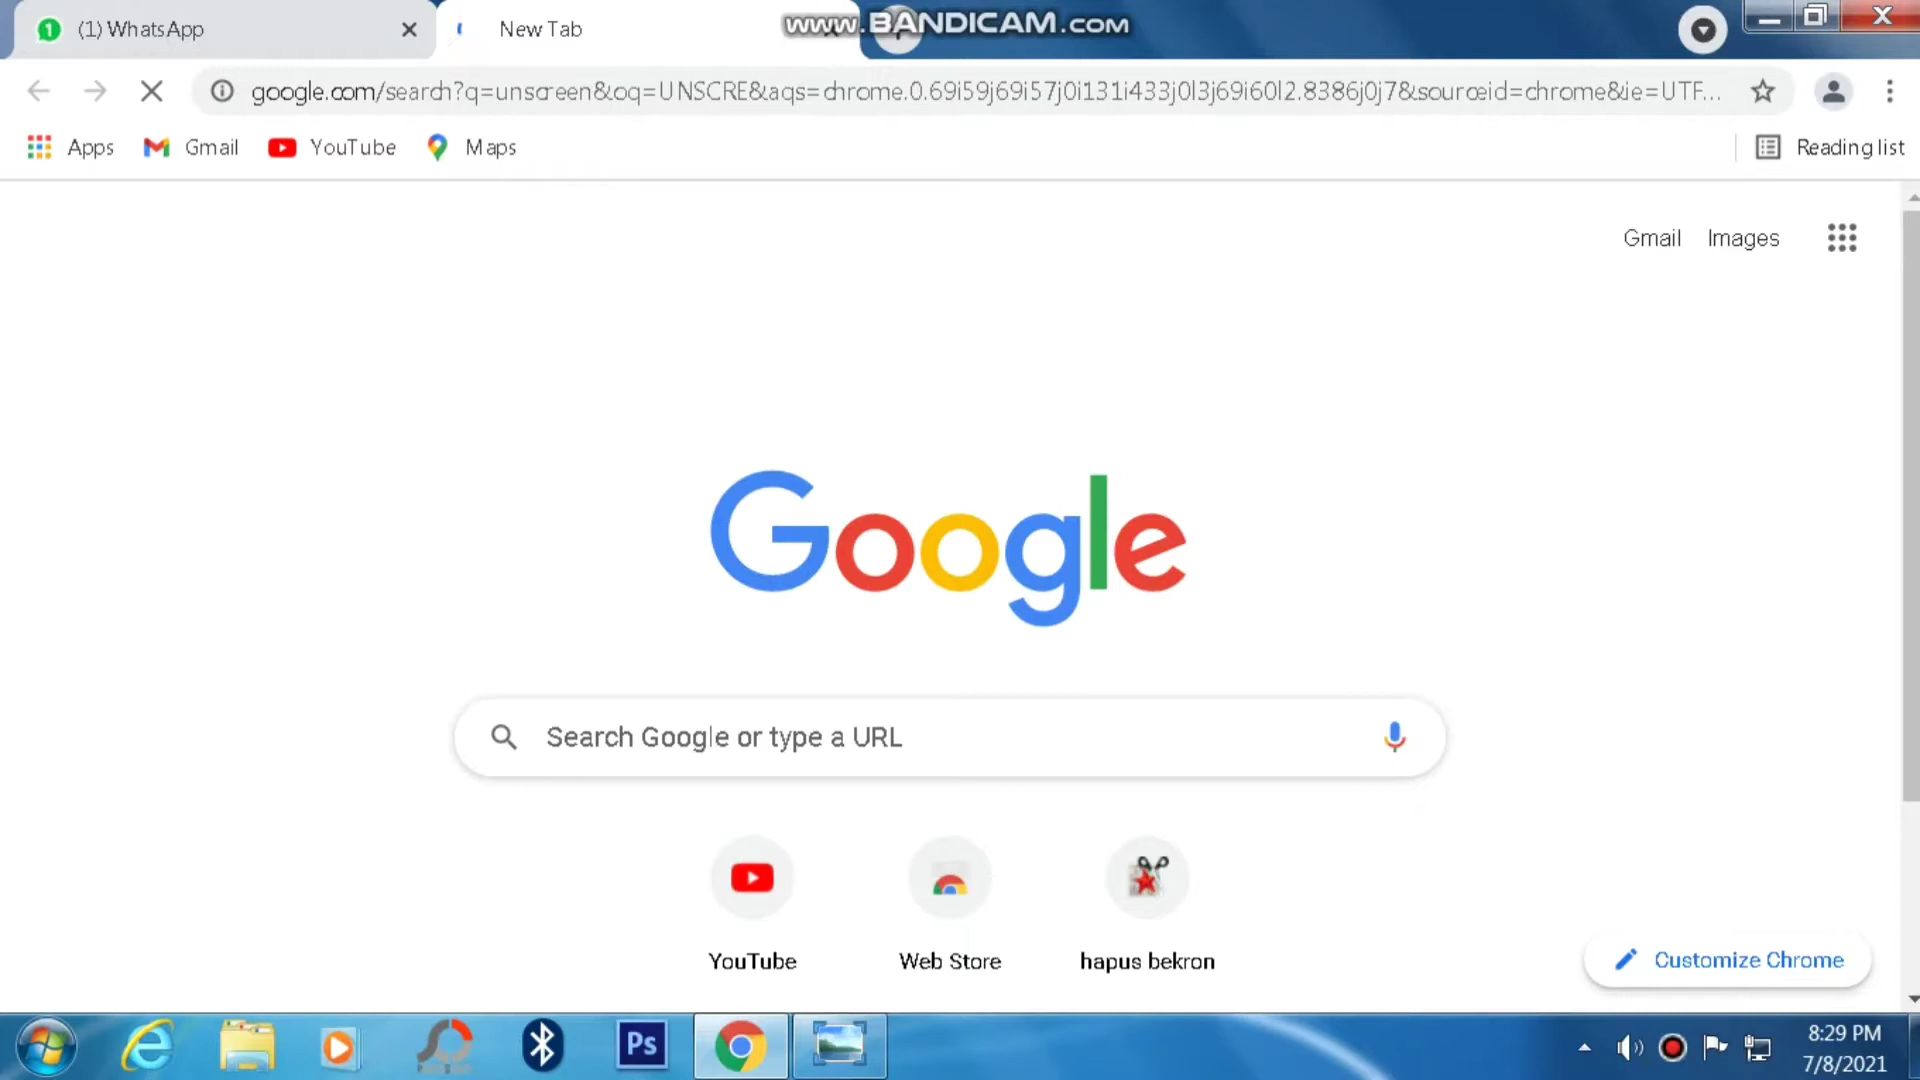 (1) WhatsApp
New Tab
www.BANDICAM.com
google.com/search?q=unscreen&oq=UNSCRE&aqs=chrome.0.69i59j69i57j0i131i433j0l3j69i60l2.8386j0j7&sourceid=chrome&ie=UTF...
Apps
Gmail
YouTube
Maps
Reading list
Gmail
Images
Google
Search Google or type a URL
YouTube
Web Store
hapus bekron
Customize Chrome
Ps
8:29 PM
7/8/2021